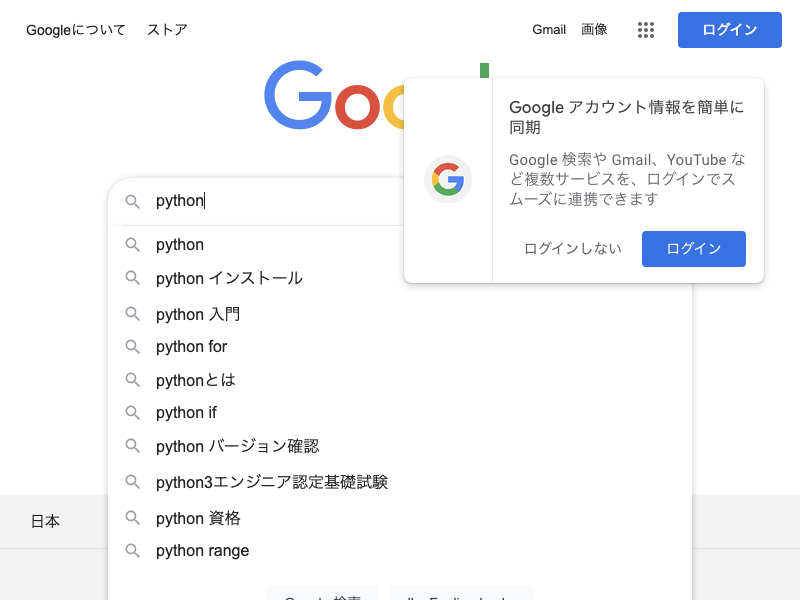 Googleについて ストア Gmail 画像 ログイン
Google アカウント情報を簡単に
同期
Google 検索や Gmail、YouTube な
ど複数サービスを、ログインでス
ムーズに連携できます
ログインしない ログイン
python
python
python インストール
python 入門
python for
pythonとは
python if
python バージョン確認
python3エンジニア認定基礎試験
python 資格
python range
日本